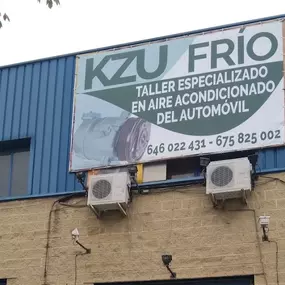 KZU FRÍO
TALLER ESPECIALIZADO
EN AIRE ACONDICIONADO
DEL AUTOMÓVIL
646 022 431 - 675 825 002